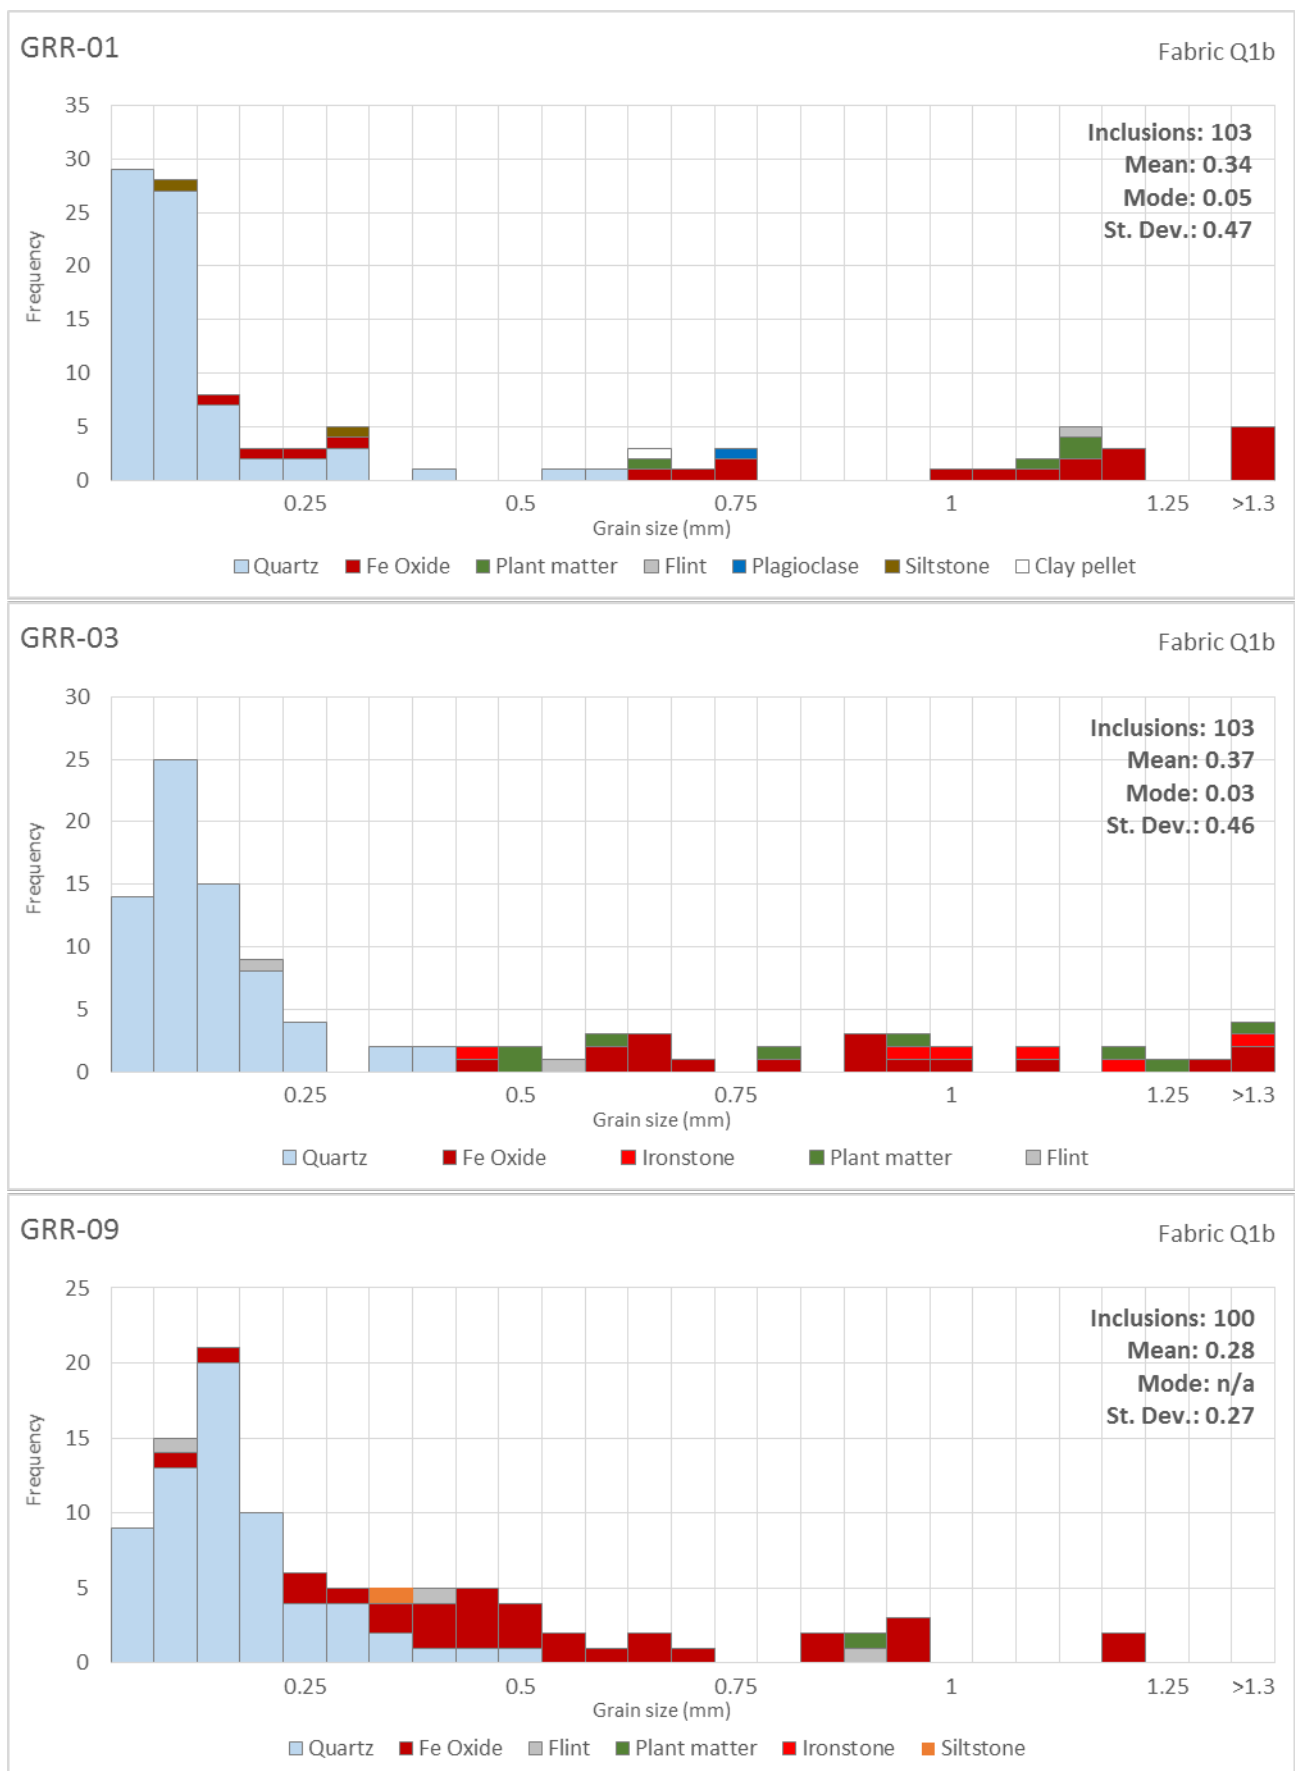 GRR-01
Fabric Q1b
35
30
25
20
15
10
5
0
Frequency
Inclusions: 103
Mean: 0.34
Mode: 0.05
St. Dev.: 0.47
0.25 0.5 0.75 1 1.25 >1.3
Grain size (mm)
Quartz Fe Oxide Plant matter Flint Plagioclase Siltstone Clay pellet
GRR-03
Fabric Q1b
30
25
20
15
10
5
0
Frequency
Inclusions: 103
Mean: 0.37
Mode: 0.03
St. Dev.: 0.46
0.25 0.5 0.75 1 1.25 >1.3
Grain size (mm)
Quartz Fe Oxide Ironstone Plant matter Flint
GRR-09
Fabric Q1b
25
20
15
10
5
0
Frequency
Inclusions: 100
Mean: 0.28
Mode: n/a
St. Dev.: 0.27
0.25 0.5 0.75 1 1.25 >1.3
Grain size (mm)
Quartz Fe Oxide Flint Plant matter Ironstone Siltstone